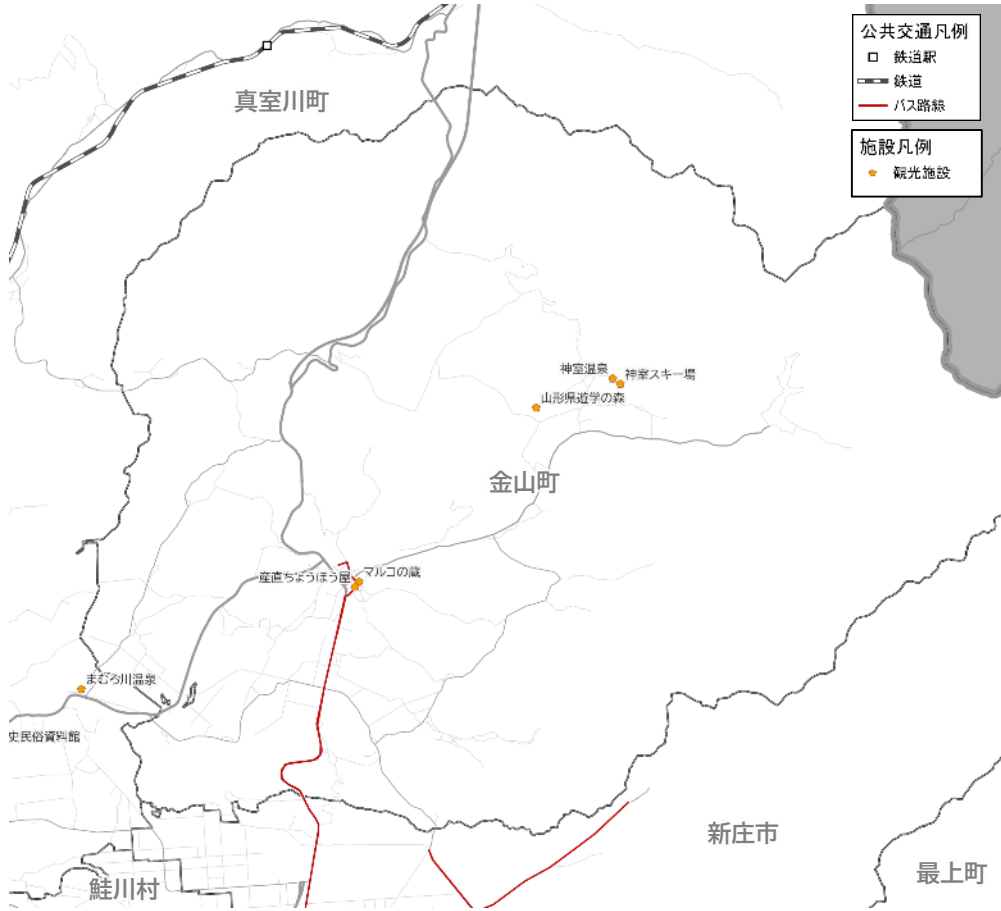 公共交通凡例
鉄道駅
鉄道
バス路線
施設凡例
観光施設
真室川町
神室温泉
神室スキー場
山形県遊学の森
金山町
産直ちょうほう屋
マルコの蔵
まむろ川温泉
史民俗資料館
新庄市
最上町
鮭川村